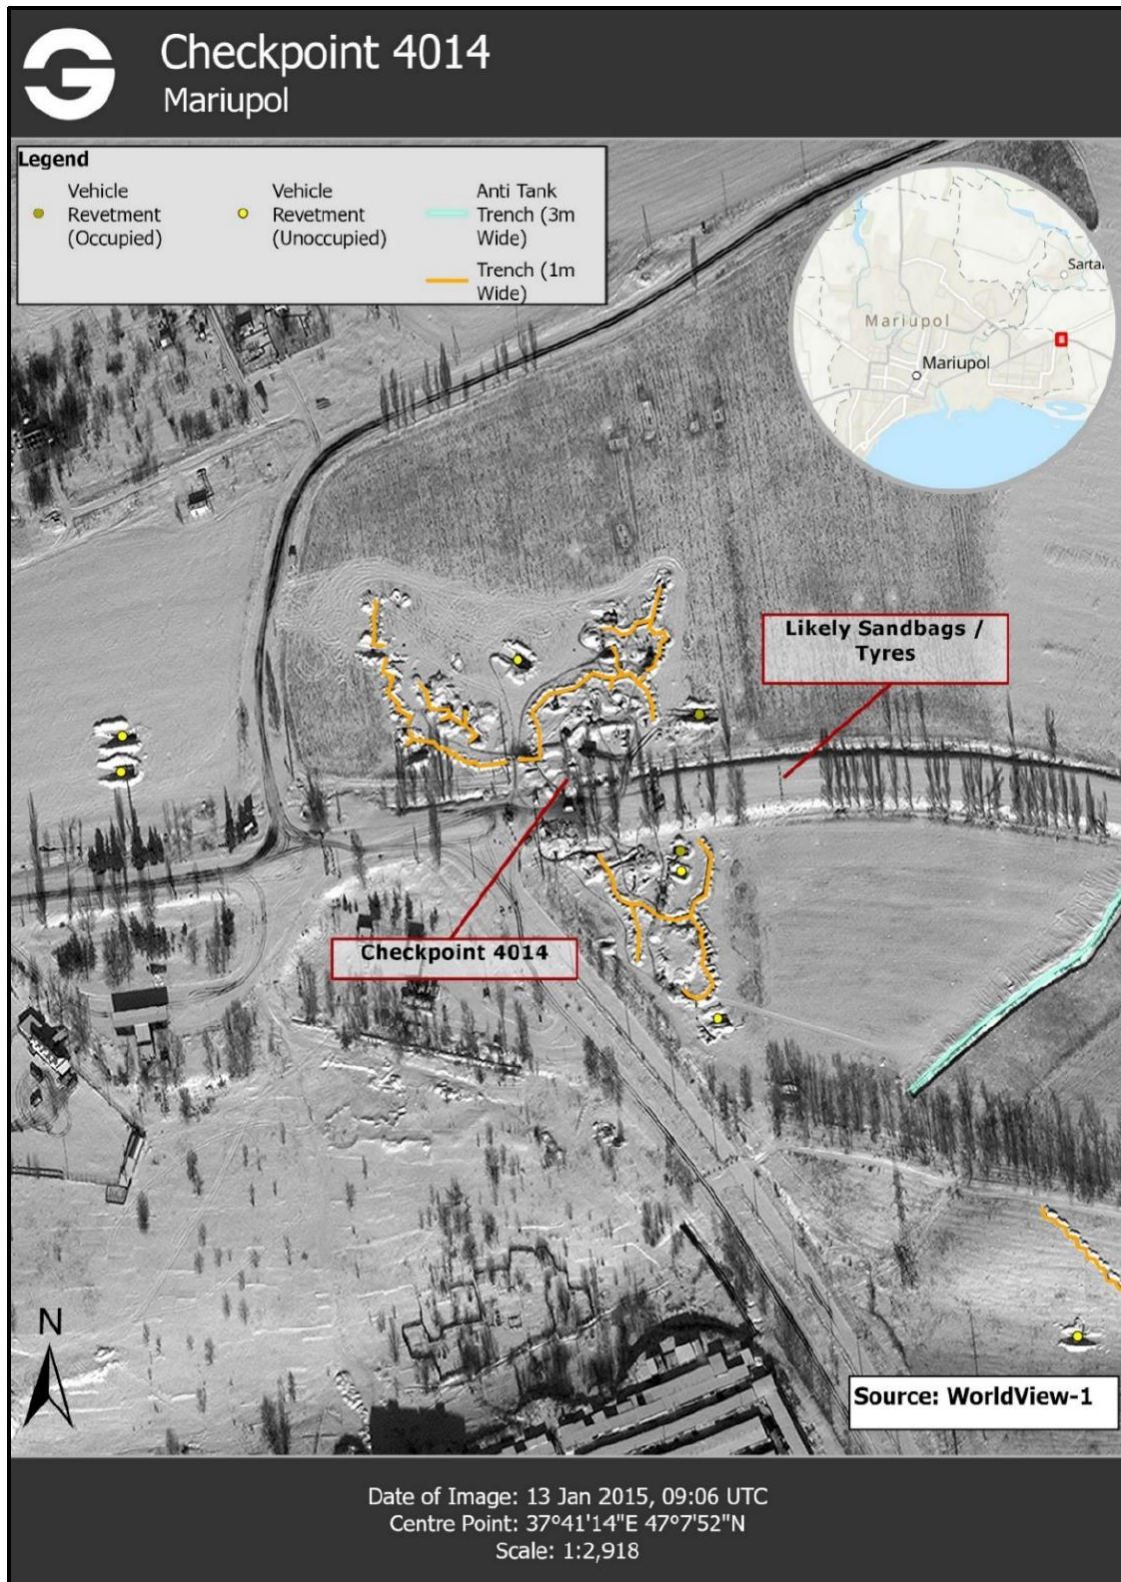 Checkpoint 4014
Mariupol
Legend
Vehicle
Revetment
(Occupied)
Vehicle
Revetment
(Unoccupied)
Anti Tank
Trench (3m
Wide)
Trench (1m
Wide)
Sarta
Mariupol
Mariupol
Likely Sandbags /
Tyres
Checkpoint 4014
N
Source: WorldView-1
Date of Image: 13 Jan 2015, 09:06 UTC
Centre Point: 37°41'14"E 47°7'52"N
Scale: 1:2,918